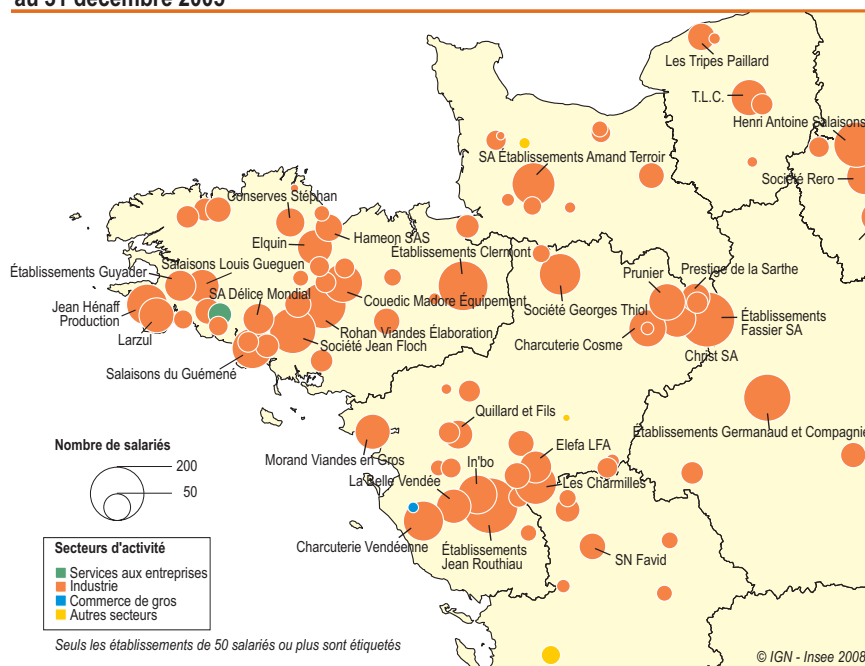 au 31 décembre 2005
Les Tripes Paillard
T.L.C.
Henri Antoine Salaisons
SA Établissements Amand Terroir
Société Rero
Conserves Stéphan
Hameon SAS
Elquin
Établissements Clermont
Salaisons Louis Gueguen
Établissements Guyader
Prunier
Prestige de la Sarthe
SA Délice Mondial
Couedic Madore Équipement
Jean Hénaff
Production
Société Georges Thiol
Établissements
Fassier SA
Larzul
Rohan Viandes Élaboration
Société Jean Floch
Charcuterie Cosme
Christ SA
Salaisons du Guéméné
Quillard et Fils
Établissements Germanaud et Compagnie
Morand Viandes en Gros
In'bo
Elefa LFA
La Belle Vendée
Les Charmilles
Charcuterie Vendéenne
Établissements
Jean Routhiau
SN Favid
Nombre de salariés
200
50
Secteurs d'activité
Services aux entreprises
Industrie
Commerce de gros
Autres secteurs
Seuls les établissements de 50 salariés ou plus sont étiquetés
© IGN - Insee 2008